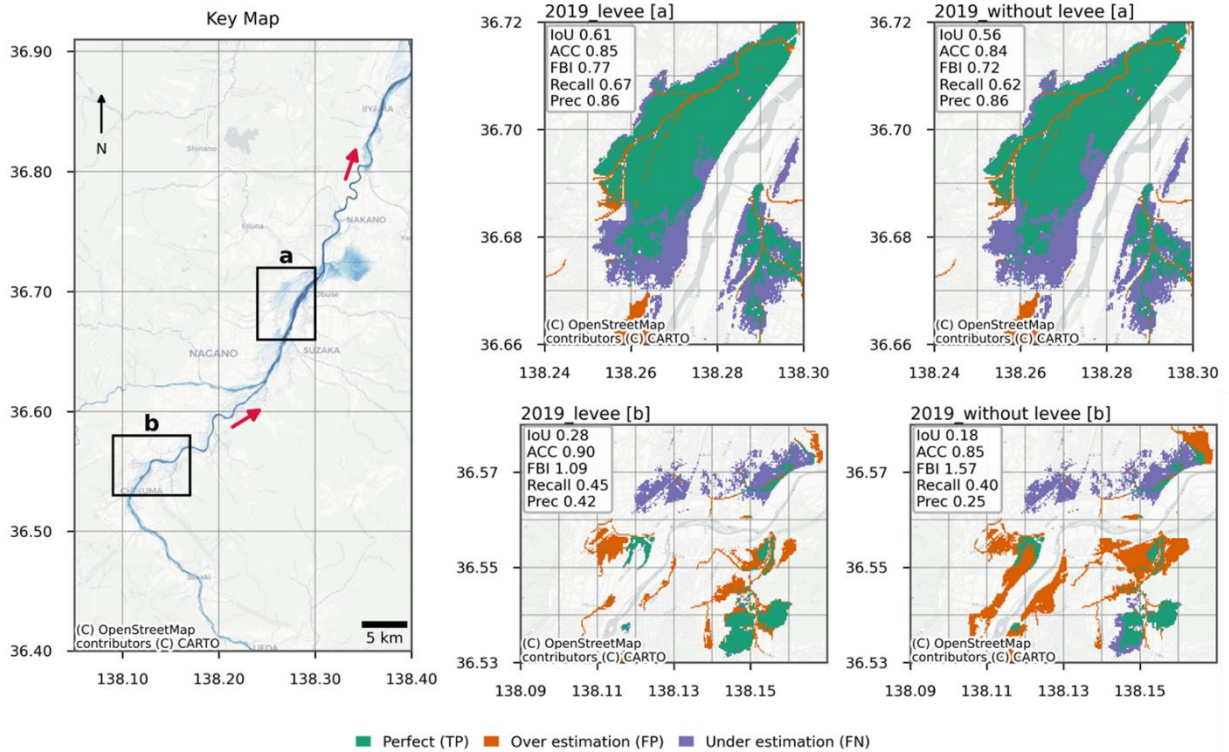 Key Map
36.90
36.80
36.70
36.60
36.50
36.40
138.10
138.20
138.30
138.40
N
IIYAMA
Shinano
NAKANO
Iizuna
a
Obuse
NAGANO
SUZAKA
b
CHIKUMA
Sakaki
UEDA
5 km
(C) OpenStreetMap
contributors (C) CARTO
2019_levee [a]
IoU 0.61
ACC 0.85
FBI 0.77
Recall 0.67
Prec 0.86
36.72
36.70
36.68
36.66
(C) OpenStreetMap
contributors (C) CARTO
138.24
138.26
138.28
138.30
2019_without levee [a]
IoU 0.56
ACC 0.84
FBI 0.72
Recall 0.62
Prec 0.86
36.72
36.70
36.68
36.66
(C) OpenStreetMap
contributors (C) CARTO
138.24
138.26
138.28
138.30
2019_levee [b]
IoU 0.28
ACC 0.90
FBI 1.09
Recall 0.45
Prec 0.42
36.57
36.55
36.53
(C) OpenStreetMap
contributors (C) CARTO
138.09
138.11
138.13
138.15
2019_without levee [b]
IoU 0.18
ACC 0.85
FBI 1.57
Recall 0.40
Prec 0.25
36.57
36.55
36.53
(C) OpenStreetMap
contributors (C) CARTO
138.09
138.11
138.13
138.15
Perfect (TP)
Over estimation (FP)
Under estimation (FN)